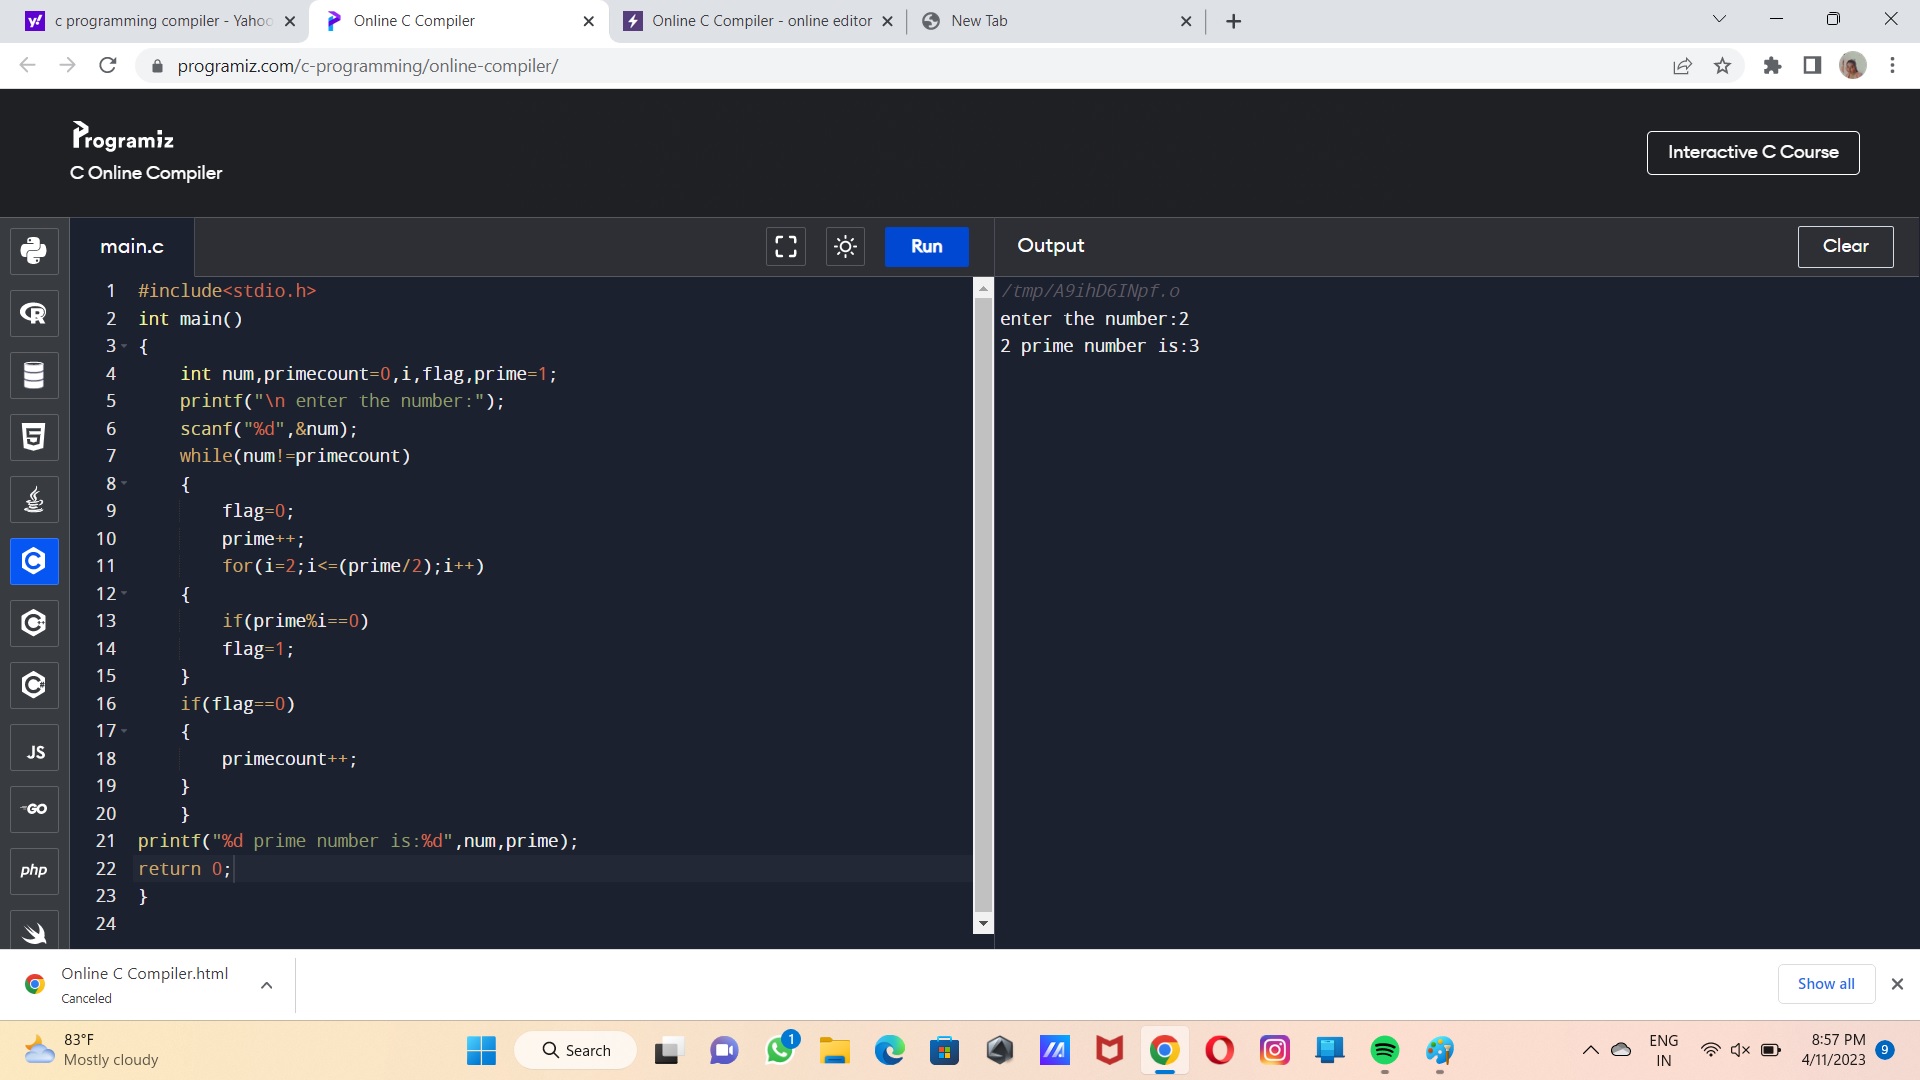 c programming compiler - Yahoo
Online C Compiler
Online C Compiler - online editor
New Tab
programiz.com/c-programming/online-compiler/
Programiz
C Online Compiler
Interactive C Course
main.c
Run
Output
Clear
1 #include<stdio.h>
2 int main()
3 {
4 int num,primecount=0,i,flag,prime=1;
5 printf("\n enter the number:");
6 scanf("%d",&num);
7 while(num!=primecount)
8 {
9 flag=0;
10 prime++;
11 for(i=2;i<=(prime/2);i++)
12 {
13 if(prime%i==0)
14 flag=1;
15 }
16 if(flag==0)
17 {
18 primecount++;
19 }
20 }
21 printf("%d prime number is:%d",num,prime);
22 return 0;
23 }
24
/tmp/A9ihD6INpf.o
enter the number:2
2 prime number is:3
JS
GO
php
Online C Compiler.html
Canceled
Show all
83°F
Mostly cloudy
Search
1
ENG
IN
8:57 PM
4/11/2023
9